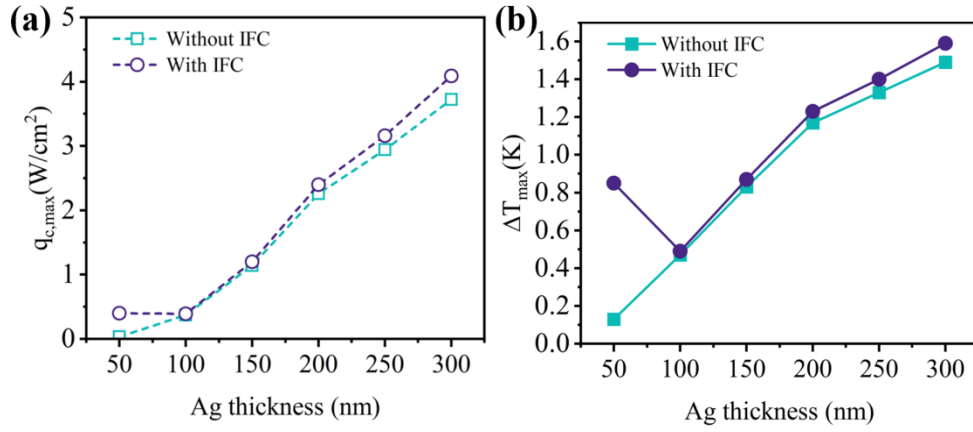 (a)
5
4
3
2
1
0
q_c,max(W/cm²)
Without IFC
With IFC
50 100 150 200 250 300
Ag thickness (nm)
(b)
1.6
1.4
1.2
1.0
0.8
0.6
0.4
0.2
0.0
ΔT_max(K)
Without IFC
With IFC
50 100 150 200 250 300
Ag thickness (nm)